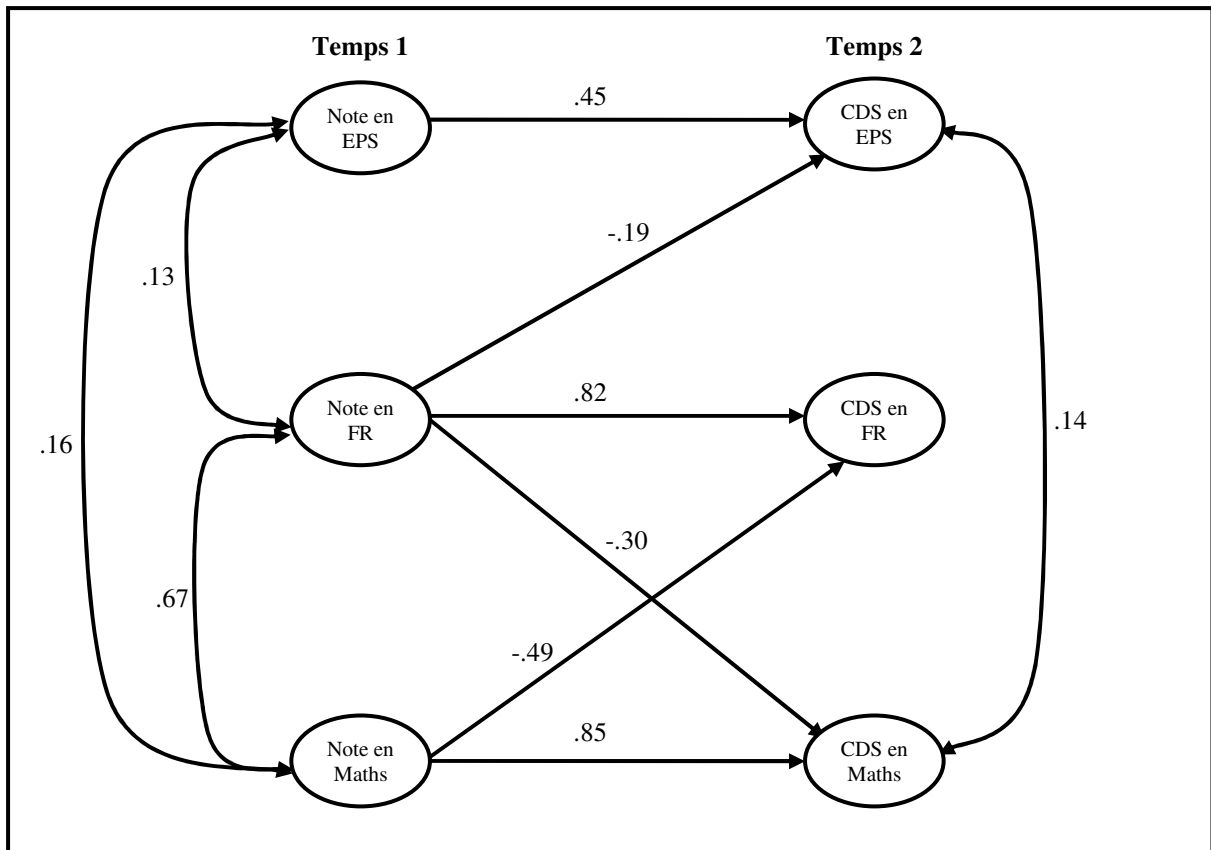 Temps 1
Temps 2
Note en
EPS
.45
CDS en
EPS
-.19
.13
Note en
FR
.82
CDS en
FR
.16
.14
-.30
.67
-.49
Note en
Maths
.85
CDS en
Maths